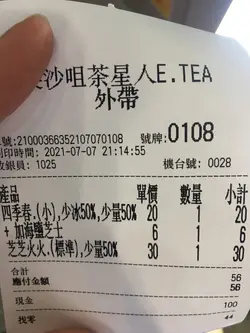 尖沙咀茶星人E.TEA
外帶
號:21000366352107070108 號牌:0108
列印時間: 2021-07-07 21:14:55
收銀員: 1025 機台號: 0028
產品 單價 數量 小計
四季春.(小),少冰50%,少量50% 20 1 20
+ 加海鹽芝士 6 1 6
芝芝火火.(標準),少量50% 30 1 30
合計 56
應付金額 56
現金 100
找零 44